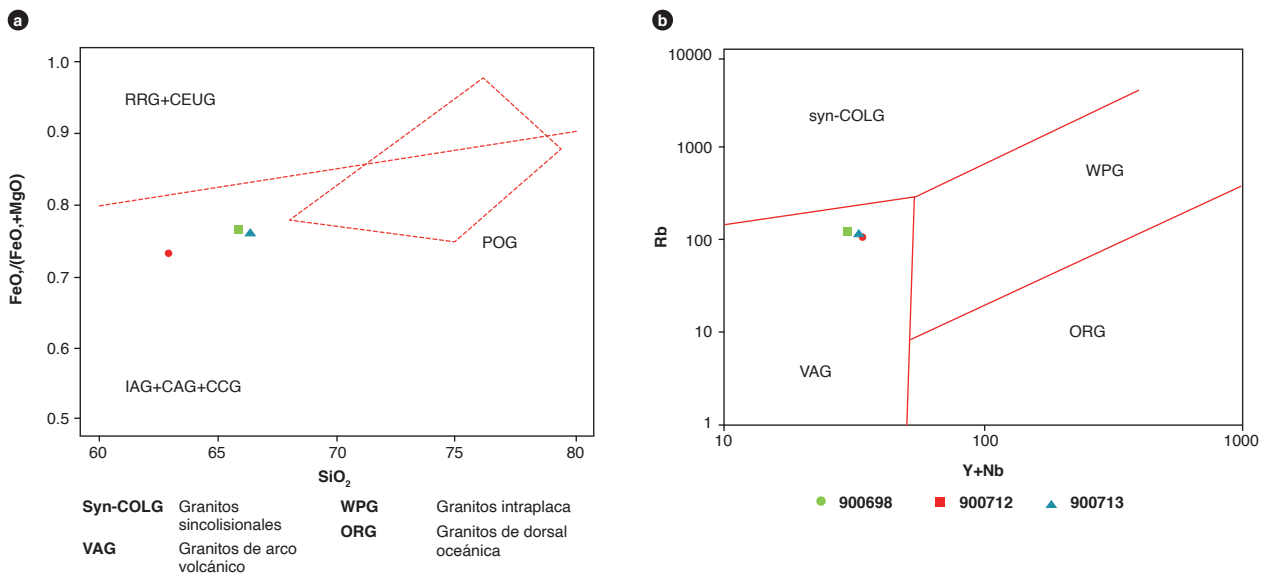 a
FeOt/(FeOt+MgO)
1.0
0.9
0.8
0.7
0.6
0.5
RRG+CEUG
POG
IAG+CAG+CCG
60
65
70
75
80
SiO2
Syn-COLG Granitos sincolisionales
VAG Granitos de arco volcánico
WPG Granitos intraplaca
ORG Granitos de dorsal oceánica
b
Rb
10000
1000
100
10
1
syn-COLG
WPG
VAG
ORG
10
100
1000
Y+Nb
900698
900712
900713